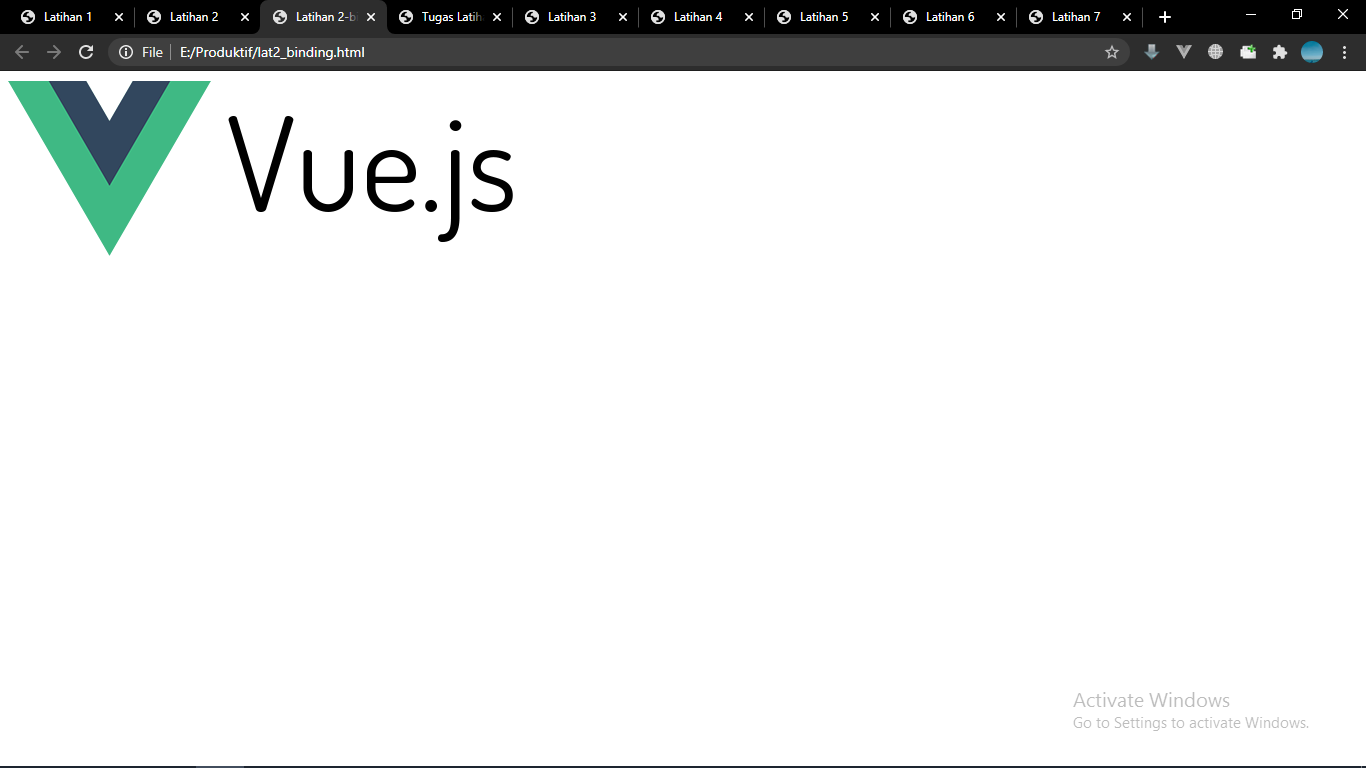 Latihan 1
Latihan 2
Latihan 2-bi
Tugas Latih
Latihan 3
Latihan 4
Latihan 5
Latihan 6
Latihan 7
File
E:/Produktif/lat2_binding.html
Vue.js
Activate Windows
Go to Settings to activate Windows.